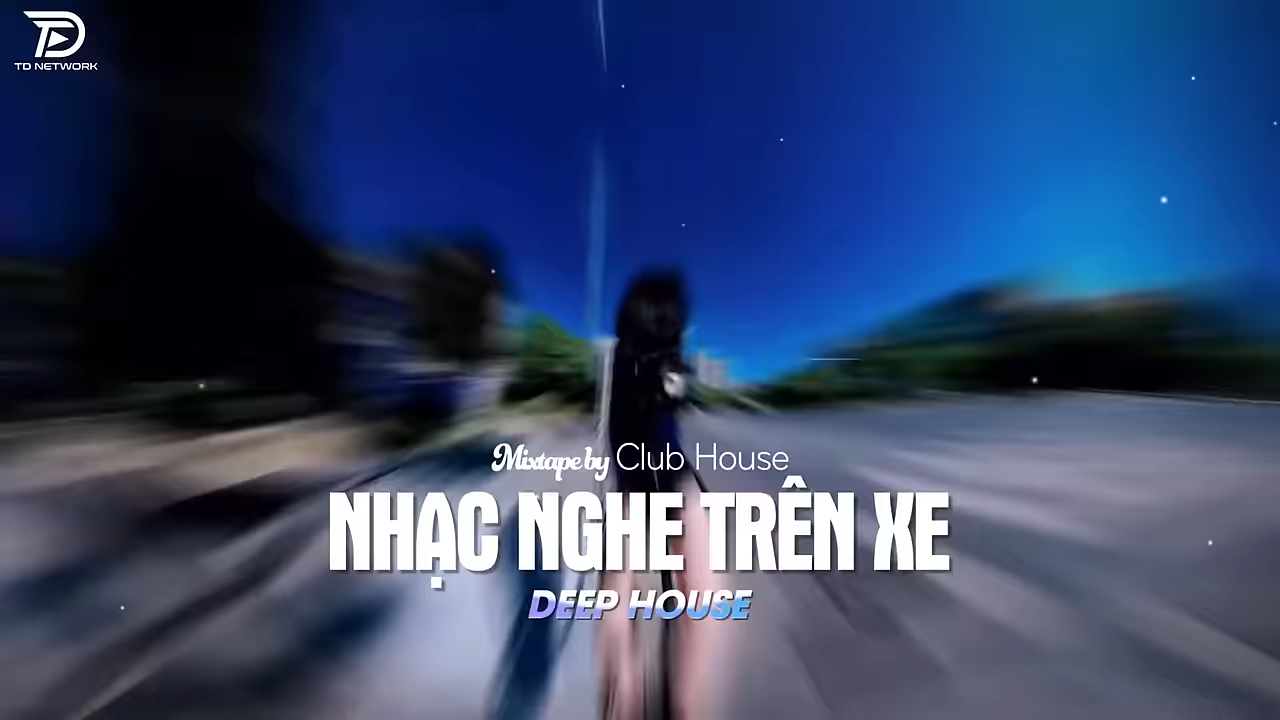 TD NETWORK
Mixtape by Club House
NHẠC NGHE TRÊN XE
DEEP HOUSE